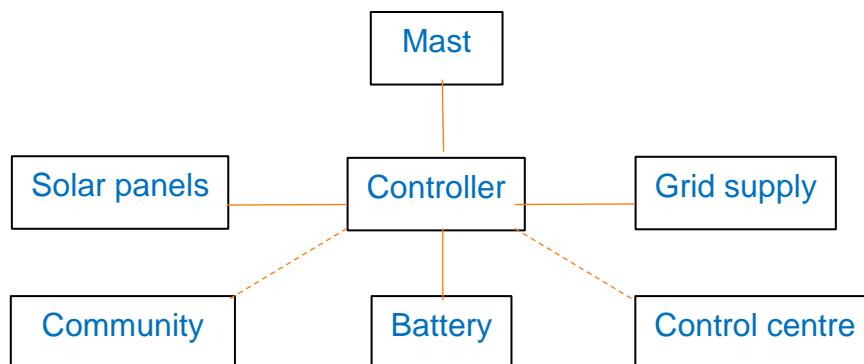 Mast
Solar panels
Controller
Grid supply
Community
Battery
Control centre